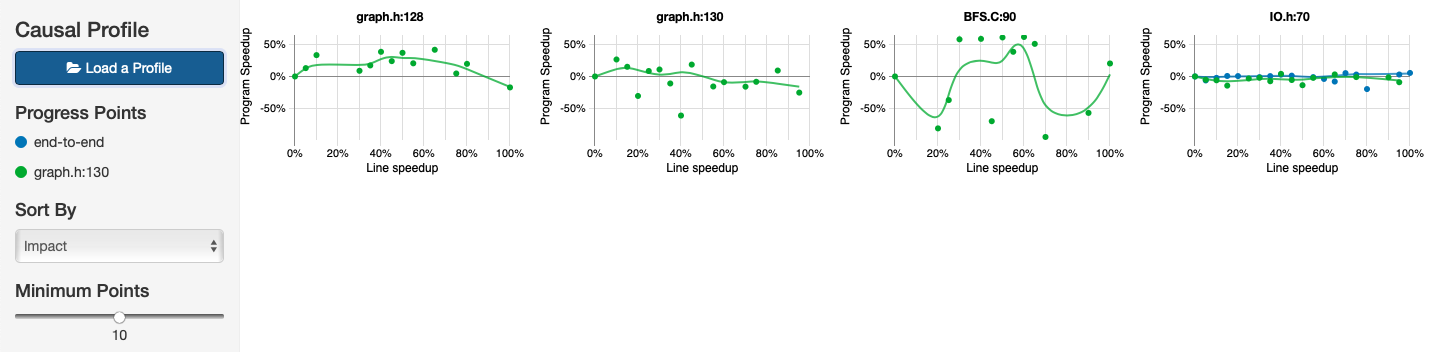 Causal Profile
Load a Profile
Progress Points
end-to-end
graph.h:130
Sort By
Impact
Minimum Points
10
graph.h:128
Program Speedup
50%
0%
-50%
0% 20% 40% 60% 80% 100%
Line speedup
graph.h:130
Program Speedup
50%
0%
-50%
0% 20% 40% 60% 80% 100%
Line speedup
BFS.C:90
Program Speedup
50%
0%
-50%
0% 20% 40% 60% 80% 100%
Line speedup
IO.h:70
Program Speedup
50%
0%
-50%
0% 20% 40% 60% 80% 100%
Line speedup